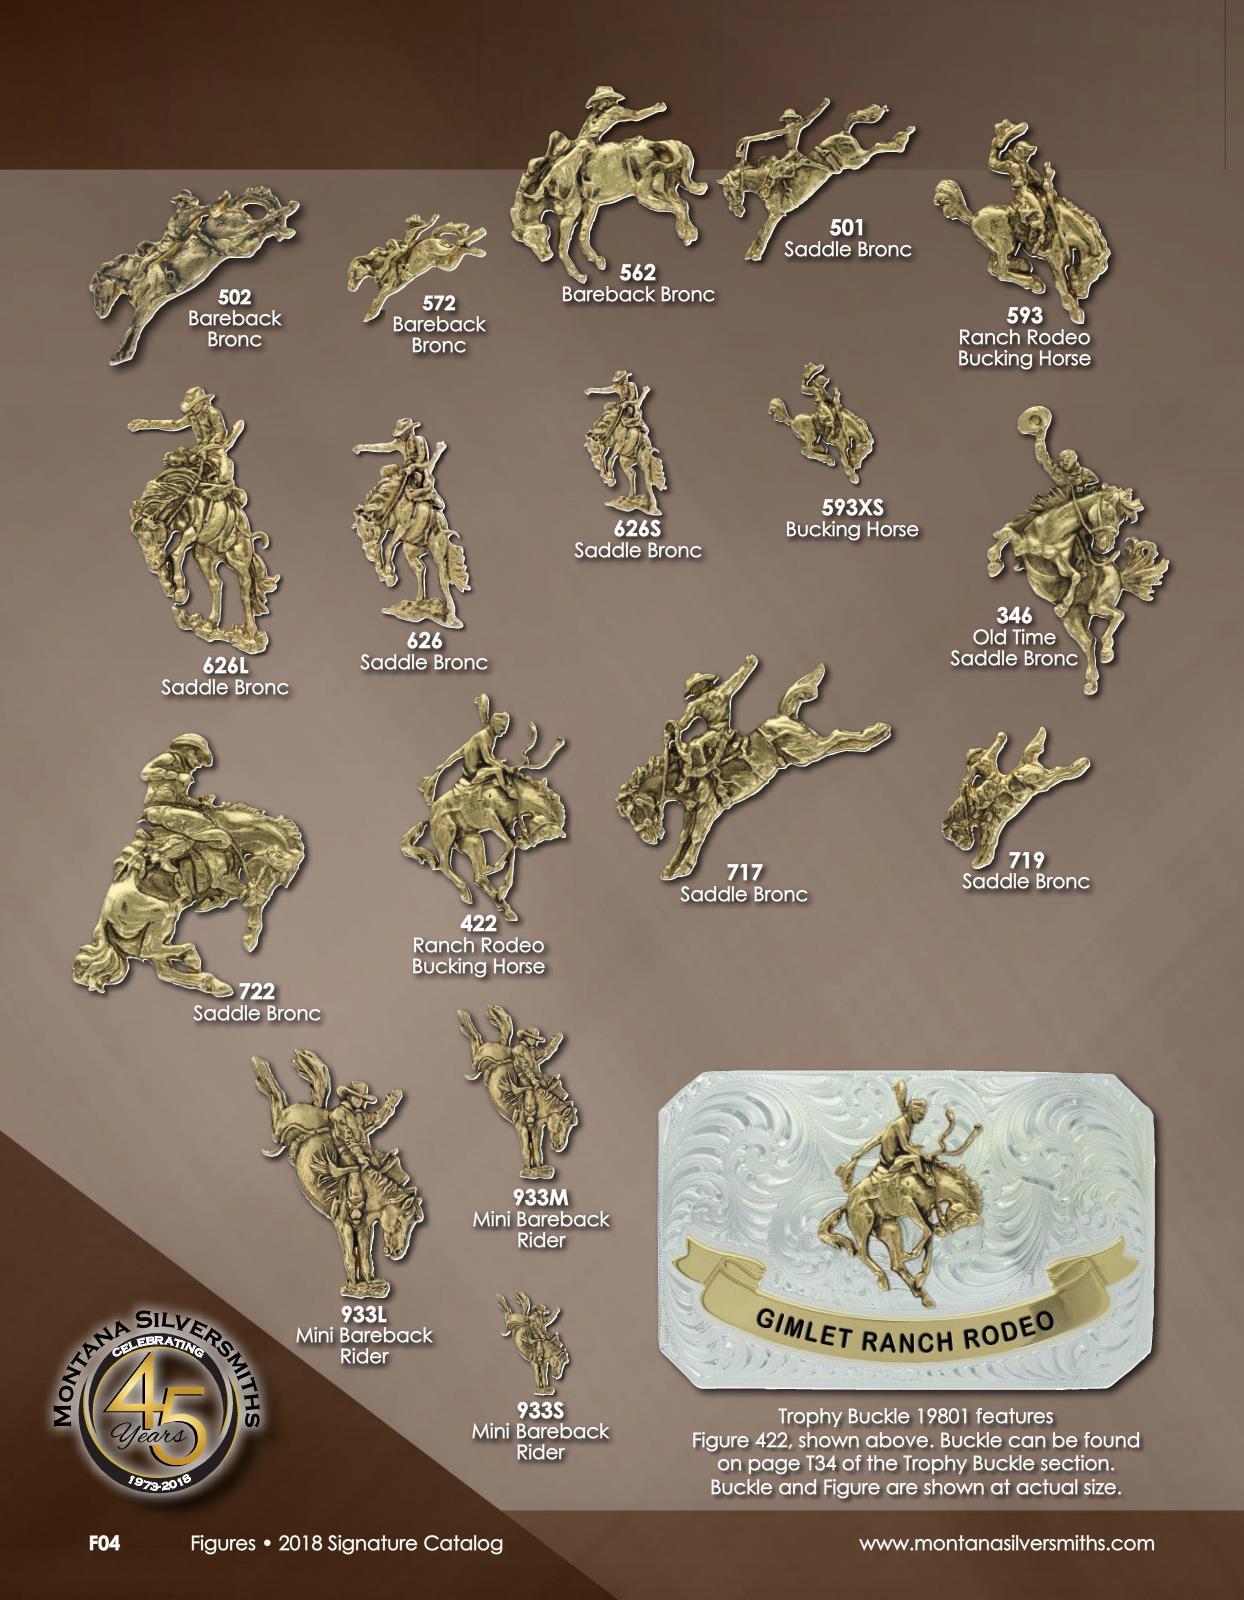 562
Bareback Bronc
501
Saddle Bronc
502
Bareback
Bronc
572
Bareback
Bronc
593
Ranch Rodeo
Bucking Horse
626L
Saddle Bronc
626
Saddle Bronc
626S
Saddle Bronc
593XS
Bucking Horse
346
Old Time
Saddle Bronc
722
Saddle Bronc
422
Ranch Rodeo
Bucking Horse
717
Saddle Bronc
719
Saddle Bronc
933L
Mini Bareback
Rider
933M
Mini Bareback
Rider
933S
Mini Bareback
Rider
GIMLET RANCH RODEO
Trophy Buckle 19801 features
Figure 422, shown above. Buckle can be found
on page T34 of the Trophy Buckle section.
Buckle and Figure are shown at actual size.
MONTANA SILVERSMITHS
CELEBRATING
45
Years
1973-2018
F04 Figures • 2018 Signature Catalog www.montanasilversmiths.com